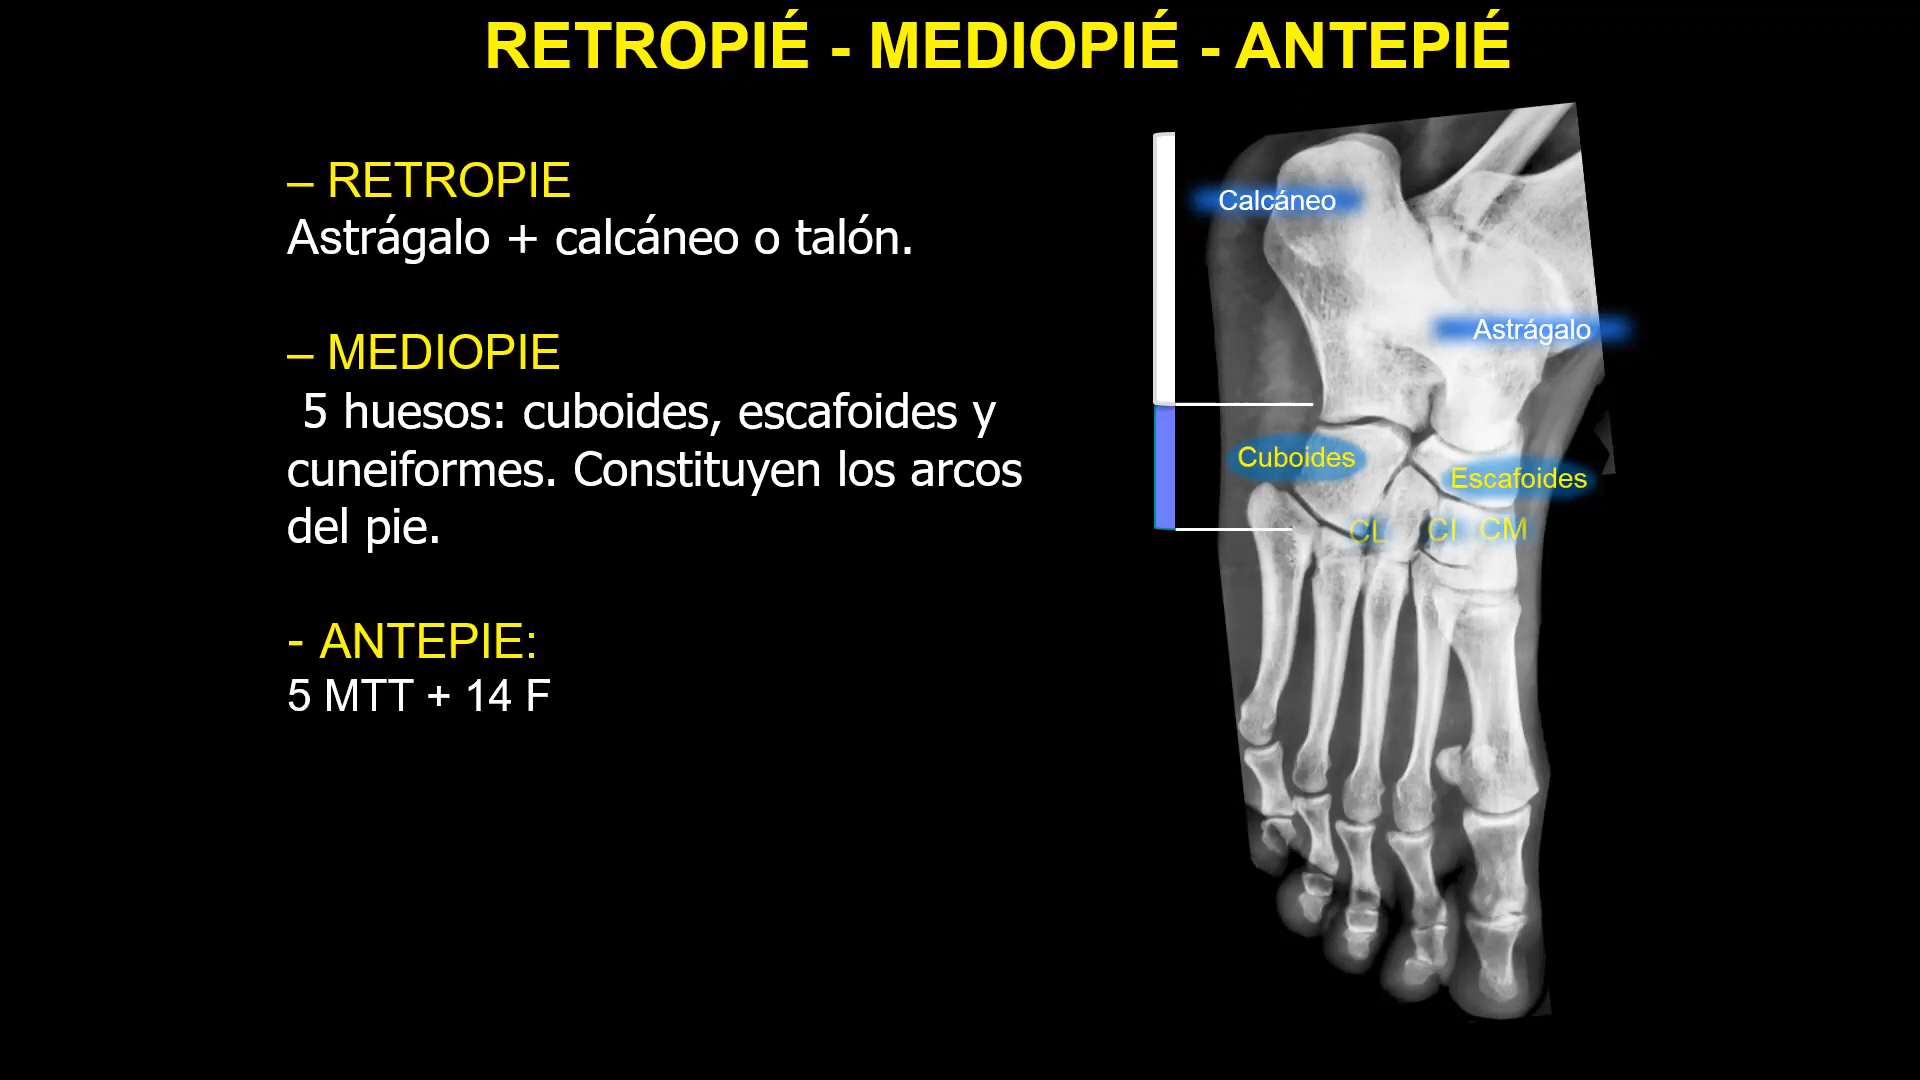 RETROPIÉ - MEDIOPIÉ - ANTEPIÉ
– RETROPIE
Astrágalo + calcáneo o talón.
– MEDIOPIE
5 huesos: cuboides, escafoides y
cuneiformes. Constituyen los arcos
del pie.
- ANTEPIE:
5 MTT + 14 F
Calcáneo
Astrágalo
Cuboides
Escafoides
CL CI CM